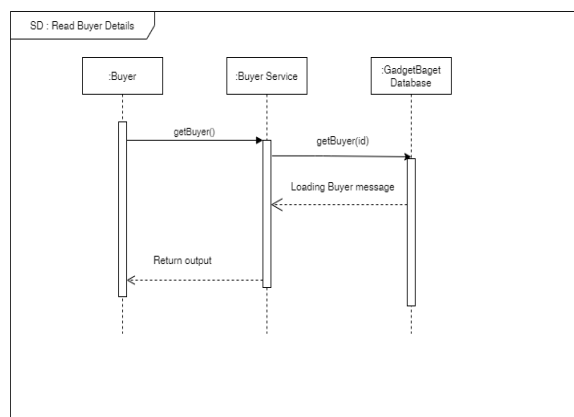 SD : Read Buyer Details
:Buyer
:Buyer Service
:GadgetBaget
Database
getBuyer()
getBuyer(id)
Loading Buyer message
Return output